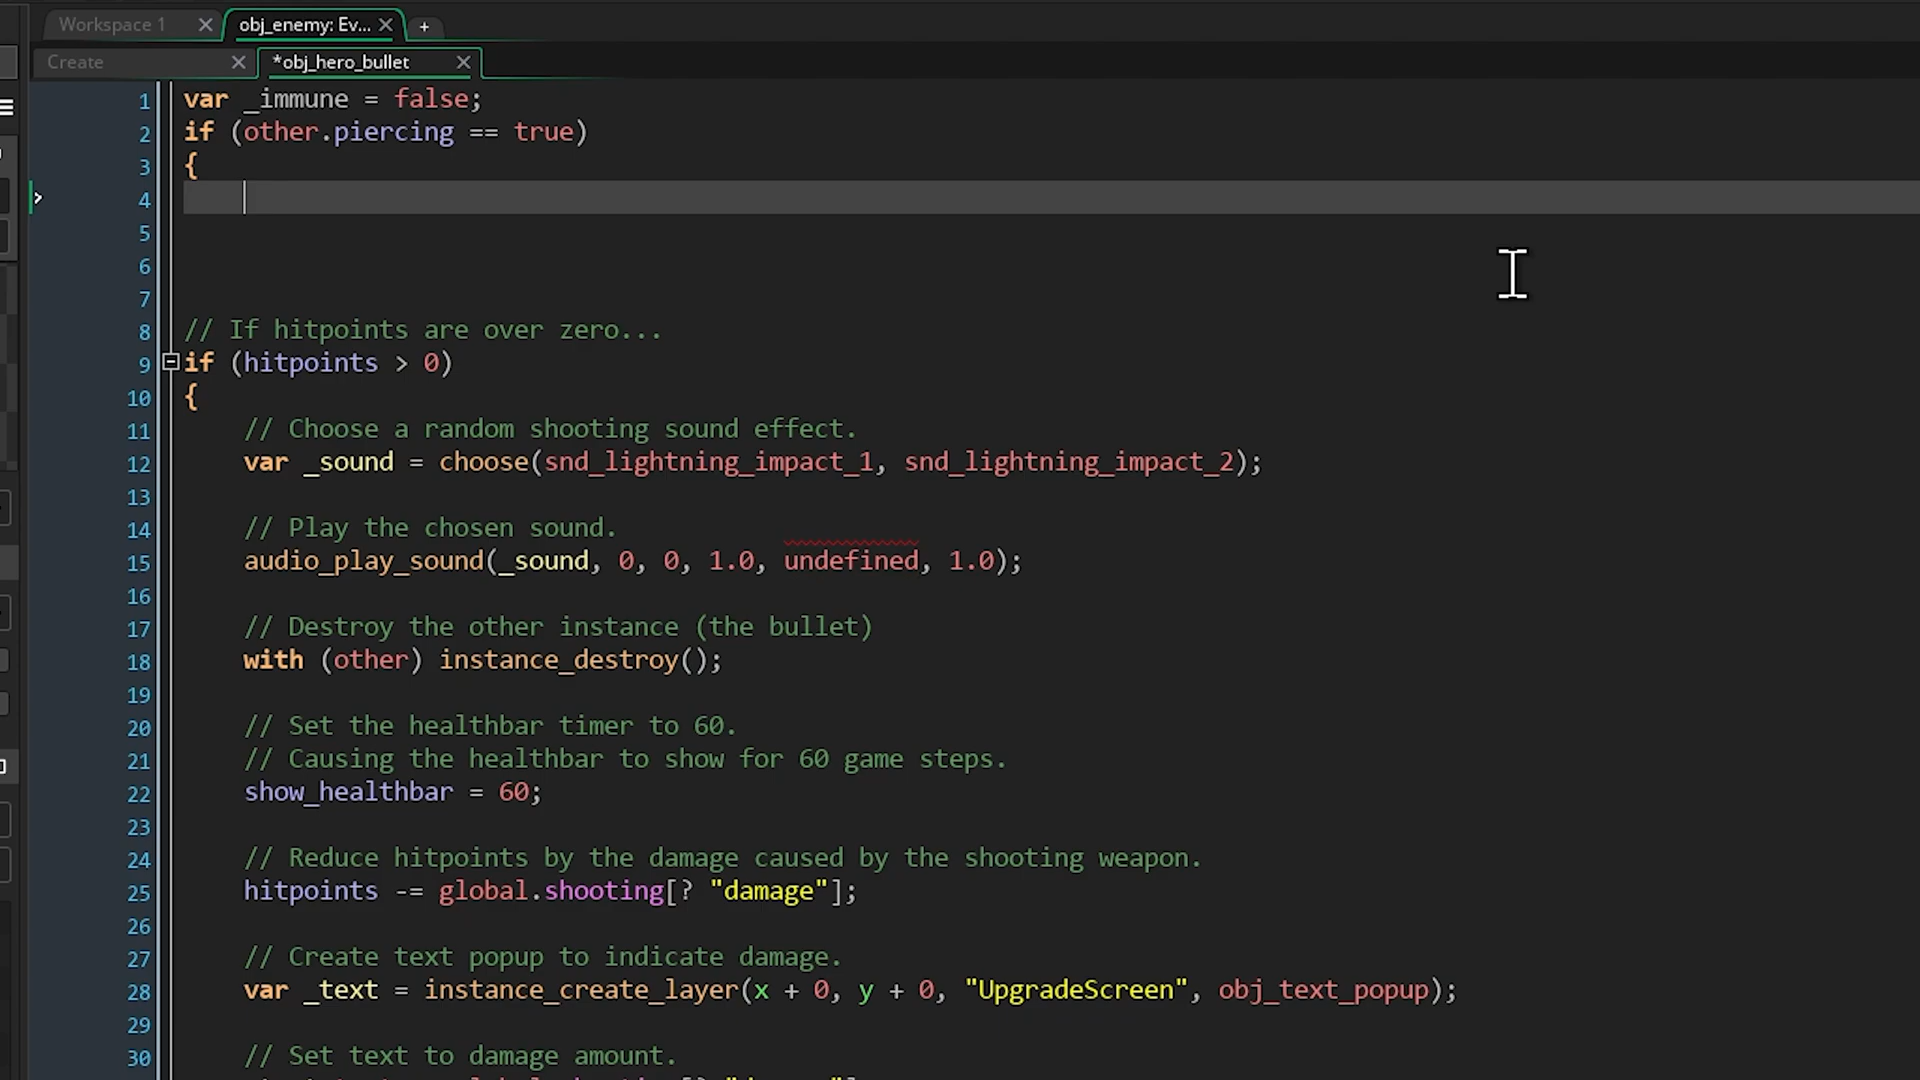 Workspace 1
obj_enemy: Ev...
Create
*obj_hero_bullet
1 var _immune = false;
2 if (other.piercing == true)
3 {
4
5
6
7
8 // If hitpoints are over zero...
9 if (hitpoints > 0)
10 {
11 // Choose a random shooting sound effect.
12 var _sound = choose(snd_lightning_impact_1, snd_lightning_impact_2);
13
14 // Play the chosen sound.
15 audio_play_sound(_sound, 0, 0, 1.0, undefined, 1.0);
16
17 // Destroy the other instance (the bullet)
18 with (other) instance_destroy();
19
20 // Set the healthbar timer to 60.
21 // Causing the healthbar to show for 60 game steps.
22 show_healthbar = 60;
23
24 // Reduce hitpoints by the damage caused by the shooting weapon.
25 hitpoints -= global.shooting[? "damage"];
26
27 // Create text popup to indicate damage.
28 var _text = instance_create_layer(x + 0, y + 0, "UpgradeScreen", obj_text_popup);
29
30 // Set text to damage amount.